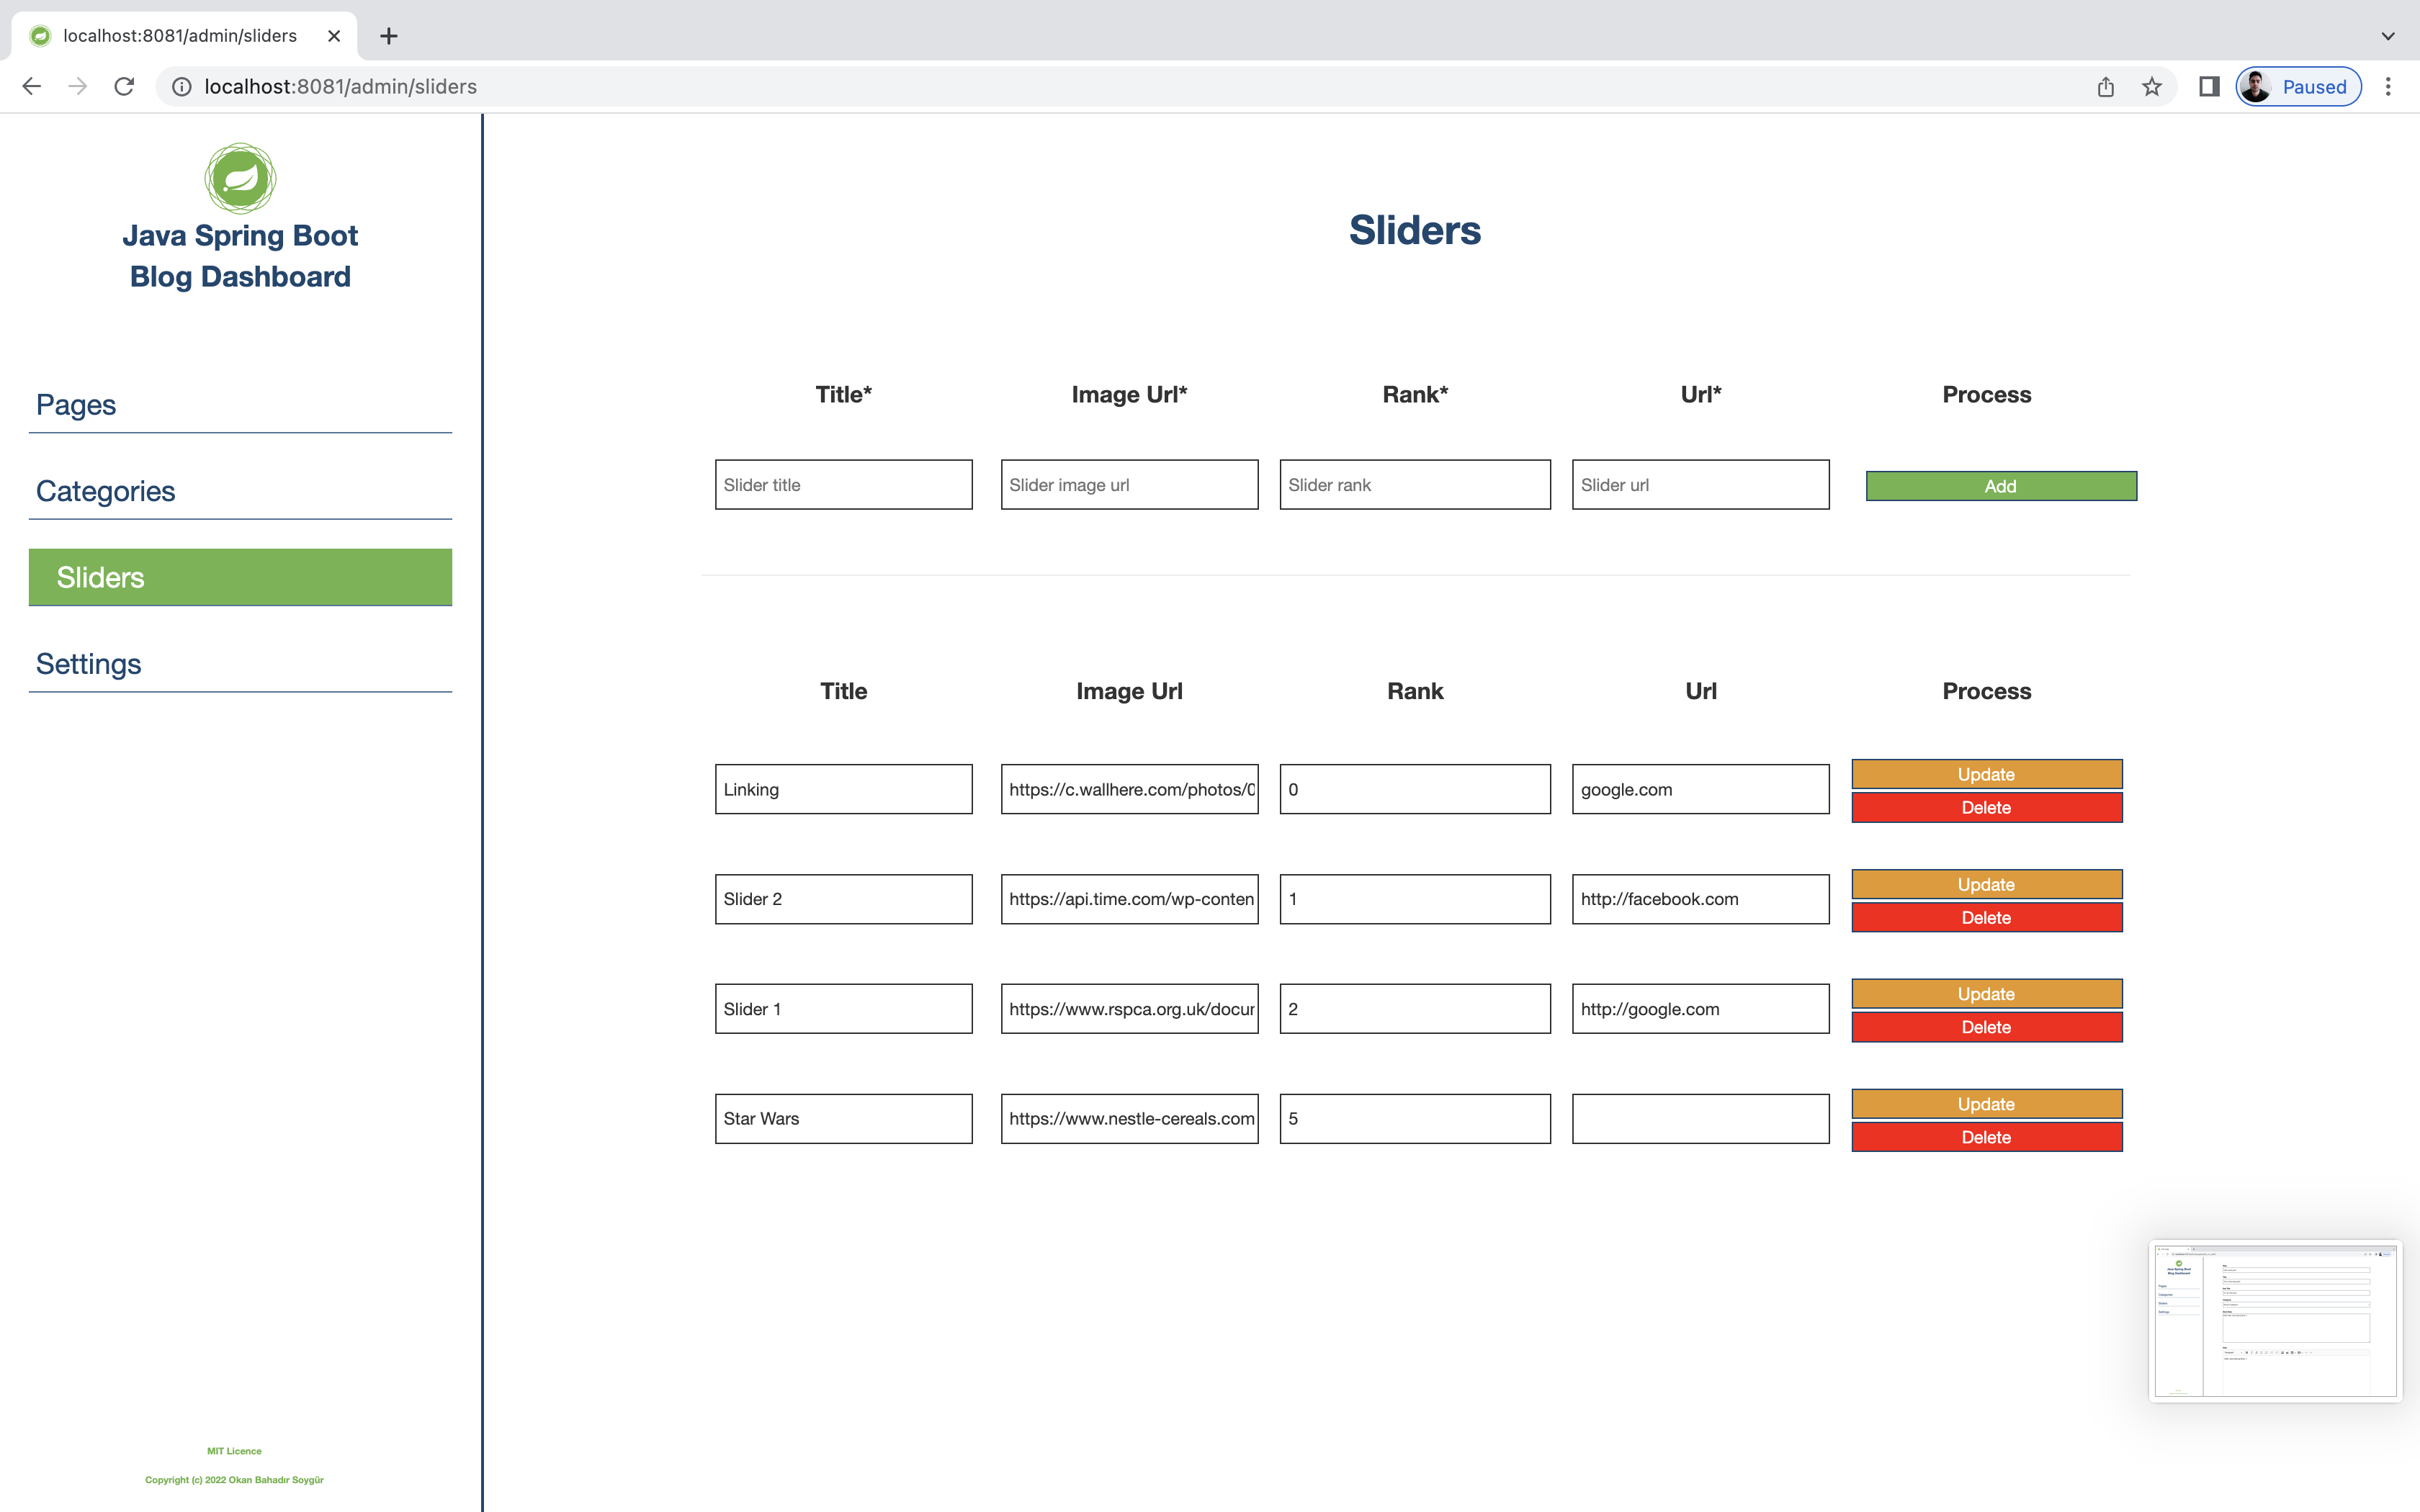 localhost:8081/admin/sliders
localhost:8081/admin/sliders
Paused
Java Spring Boot
Blog Dashboard
Pages
Categories
Sliders
Settings
MIT Licence
Copyright (c) 2022 Okan Bahadır Soygür
Sliders
Title* Image Url* Rank* Url* Process
Slider title Slider image url Slider rank Slider url Add
Title Image Url Rank Url Process
Linking https://c.wallhere.com/photos/0 0 google.com Update
Delete
Slider 2 https://api.time.com/wp-conten 1 http://facebook.com Update
Delete
Slider 1 https://www.rspca.org.uk/docur 2 http://google.com Update
Delete
Star Wars https://www.nestle-cereals.com 5 Update
Delete